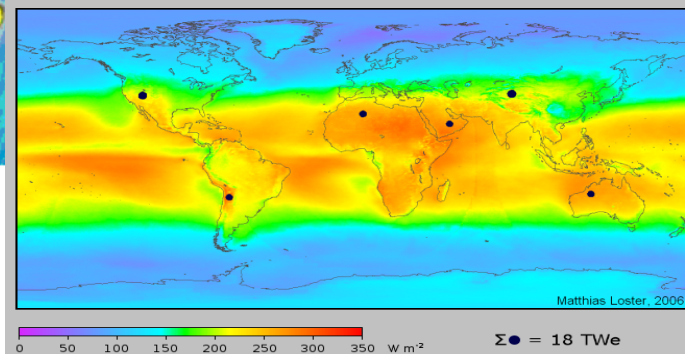 Matthias Loster, 2006
0 50 100 150 200 250 300 350 W m⁻²
Σ● = 18 TWe